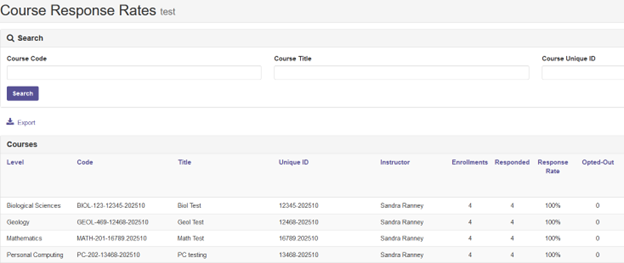 Course Response Rates test
Search
Course Code Course Title Course Unique ID
Search
Export
Courses
Level Code Title Unique ID Instructor Enrollments Responded Response Rate Opted-Out
Biological Sciences BIOL-123-12345-202510 Biol Test 12345-202510 Sandra Ranney 4 4 100% 0
Geology GEOL-469-12468-202510 Geol Test 12468-202510 Sandra Ranney 4 4 100% 0
Mathematics MATH-201-16789.202510 Math Test 16789.202510 Sandra Ranney 4 4 100% 0
Personal Computing PC-202-13468-202510 PC testing 13468-202510 Sandra Ranney 4 4 100% 0